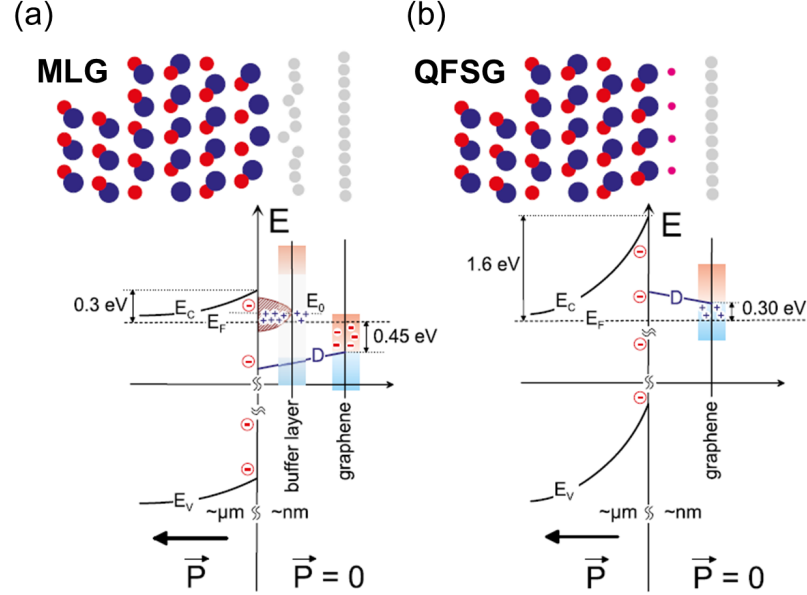 (a)
MLG
E
0.3 eV
E_C
E_0
E_F
0.45 eV
D
buffer layer
graphene
E_V
~μm
~nm
P
P = 0
(b)
QFSG
E
1.6 eV
E_C
D
0.30 eV
E_F
graphene
E_V
~μm
~nm
P
P = 0